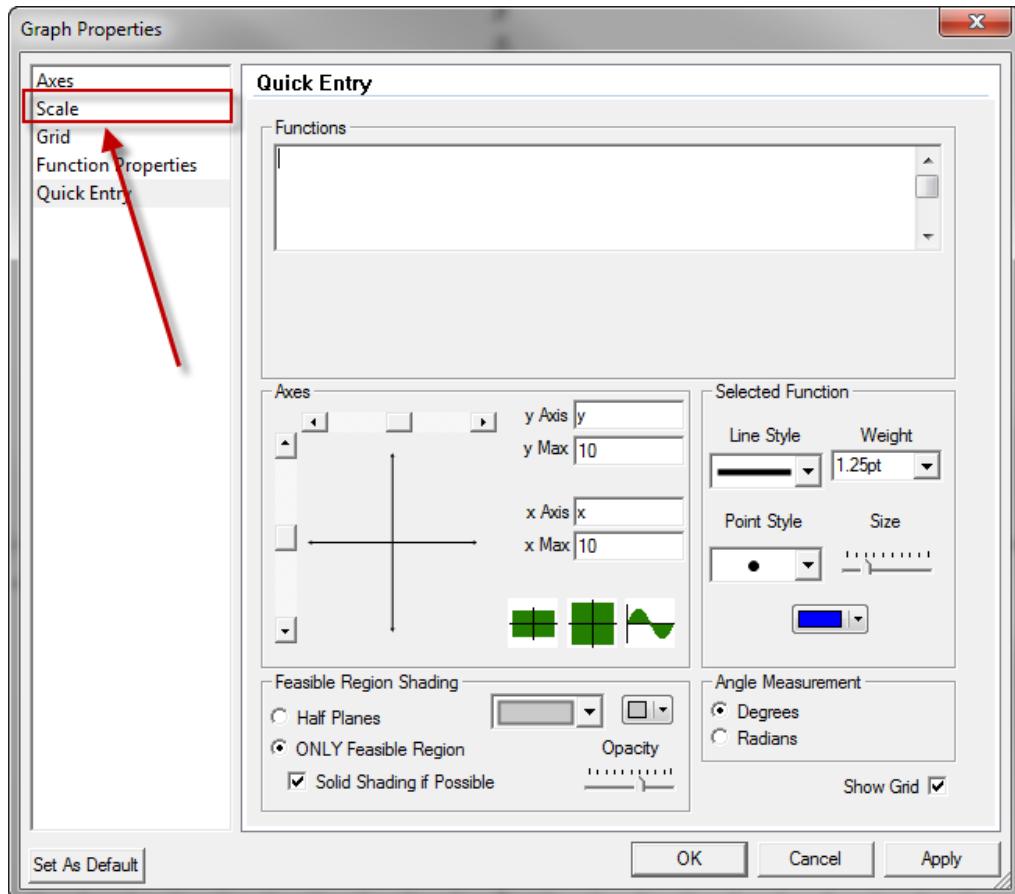 Graph Properties
Axes
Scale
Grid
Function Properties
Quick Entry
Quick Entry
Functions
Axes
y Axis y
y Max 10
x Axis x
x Max 10
Selected Function
Line Style Weight
1.25pt
Point Style Size
Feasible Region Shading
Half Planes
ONLY Feasible Region
Opacity
Solid Shading if Possible
Angle Measurement
Degrees
Radians
Show Grid
Set As Default
OK Cancel Apply